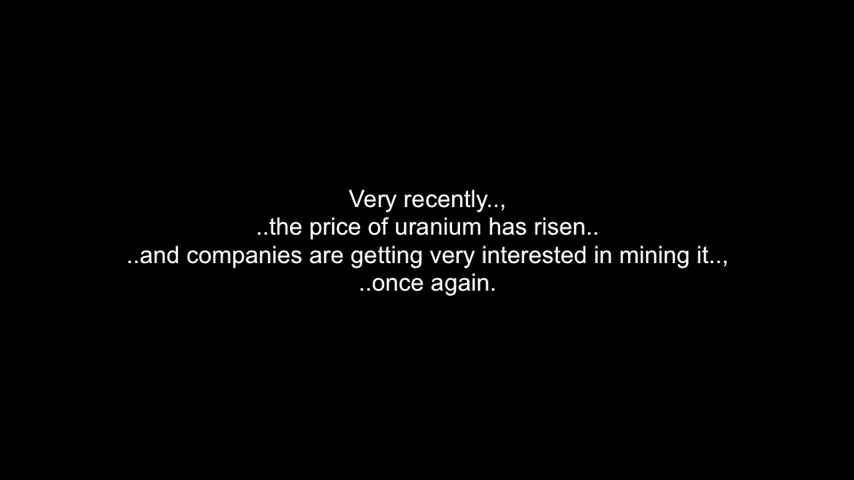 Very recently..,
..the price of uranium has risen..
..and companies are getting very interested in mining it..,
..once again.